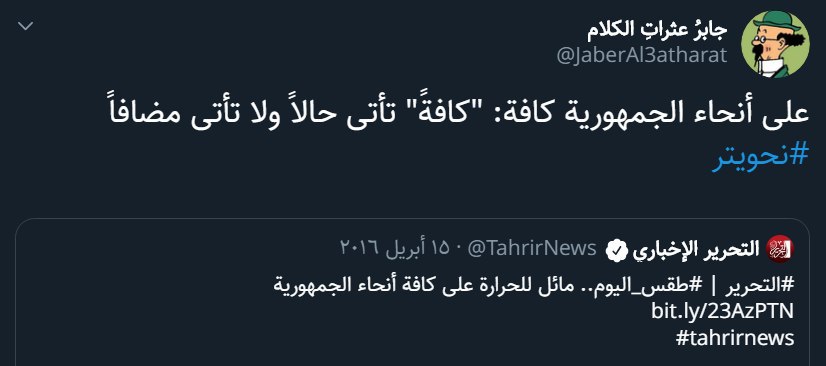 جابرُ عثراتِ الكلام
@JaberAl3atharat
على أنحاء الجمهورية كافة: "كافةً" تأتى حالاً ولا تأتى مضافاً
#نحويتر
التحرير الإخباري @TahrirNews · ١٥ أبريل ٢٠١٦
#التحرير | #طقس_اليوم.. مائل للحرارة على كافة أنحاء الجمهورية
bit.ly/23AzPTN
#tahrirnews